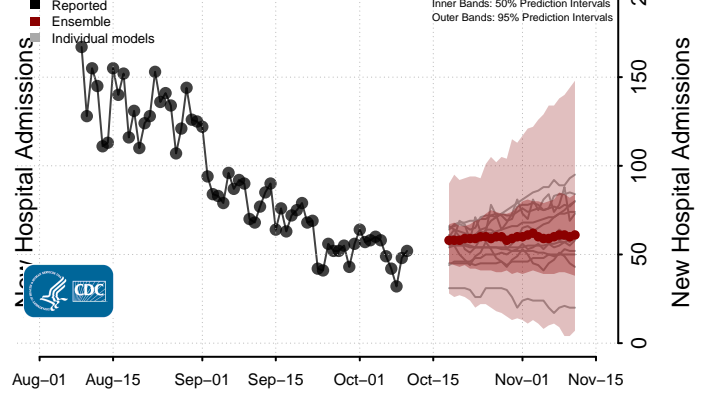 Reported
Ensemble
Individual models
Inner Bands: 50% Prediction Intervals
Outer Bands: 95% Prediction Intervals
New Hospital Admissions
150
100
50
0
New Hospital Admissions
CDC
Aug–01
Aug–15
Sep–01
Sep–15
Oct–01
Oct–15
Nov–01
Nov–15